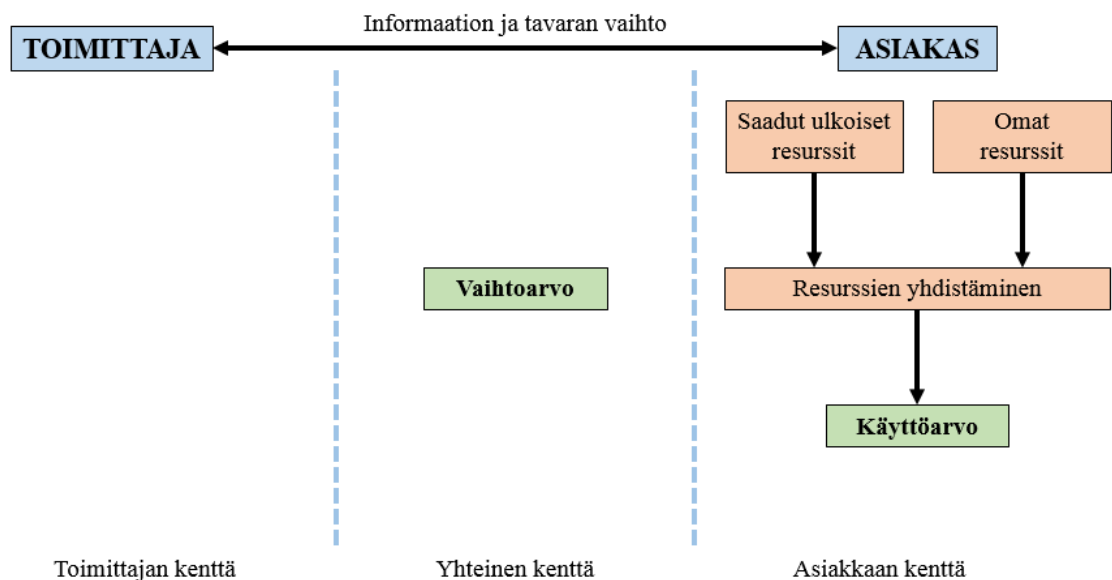 Informaation ja tavaran vaihto
TOIMITTAJA
ASIAKAS
Saadut ulkoiset
resurssit
Omat
resurssit
Vaihtoarvo
Resurssien yhdistäminen
Käyttöarvo
Toimittajan kenttä
Yhteinen kenttä
Asiakkaan kenttä